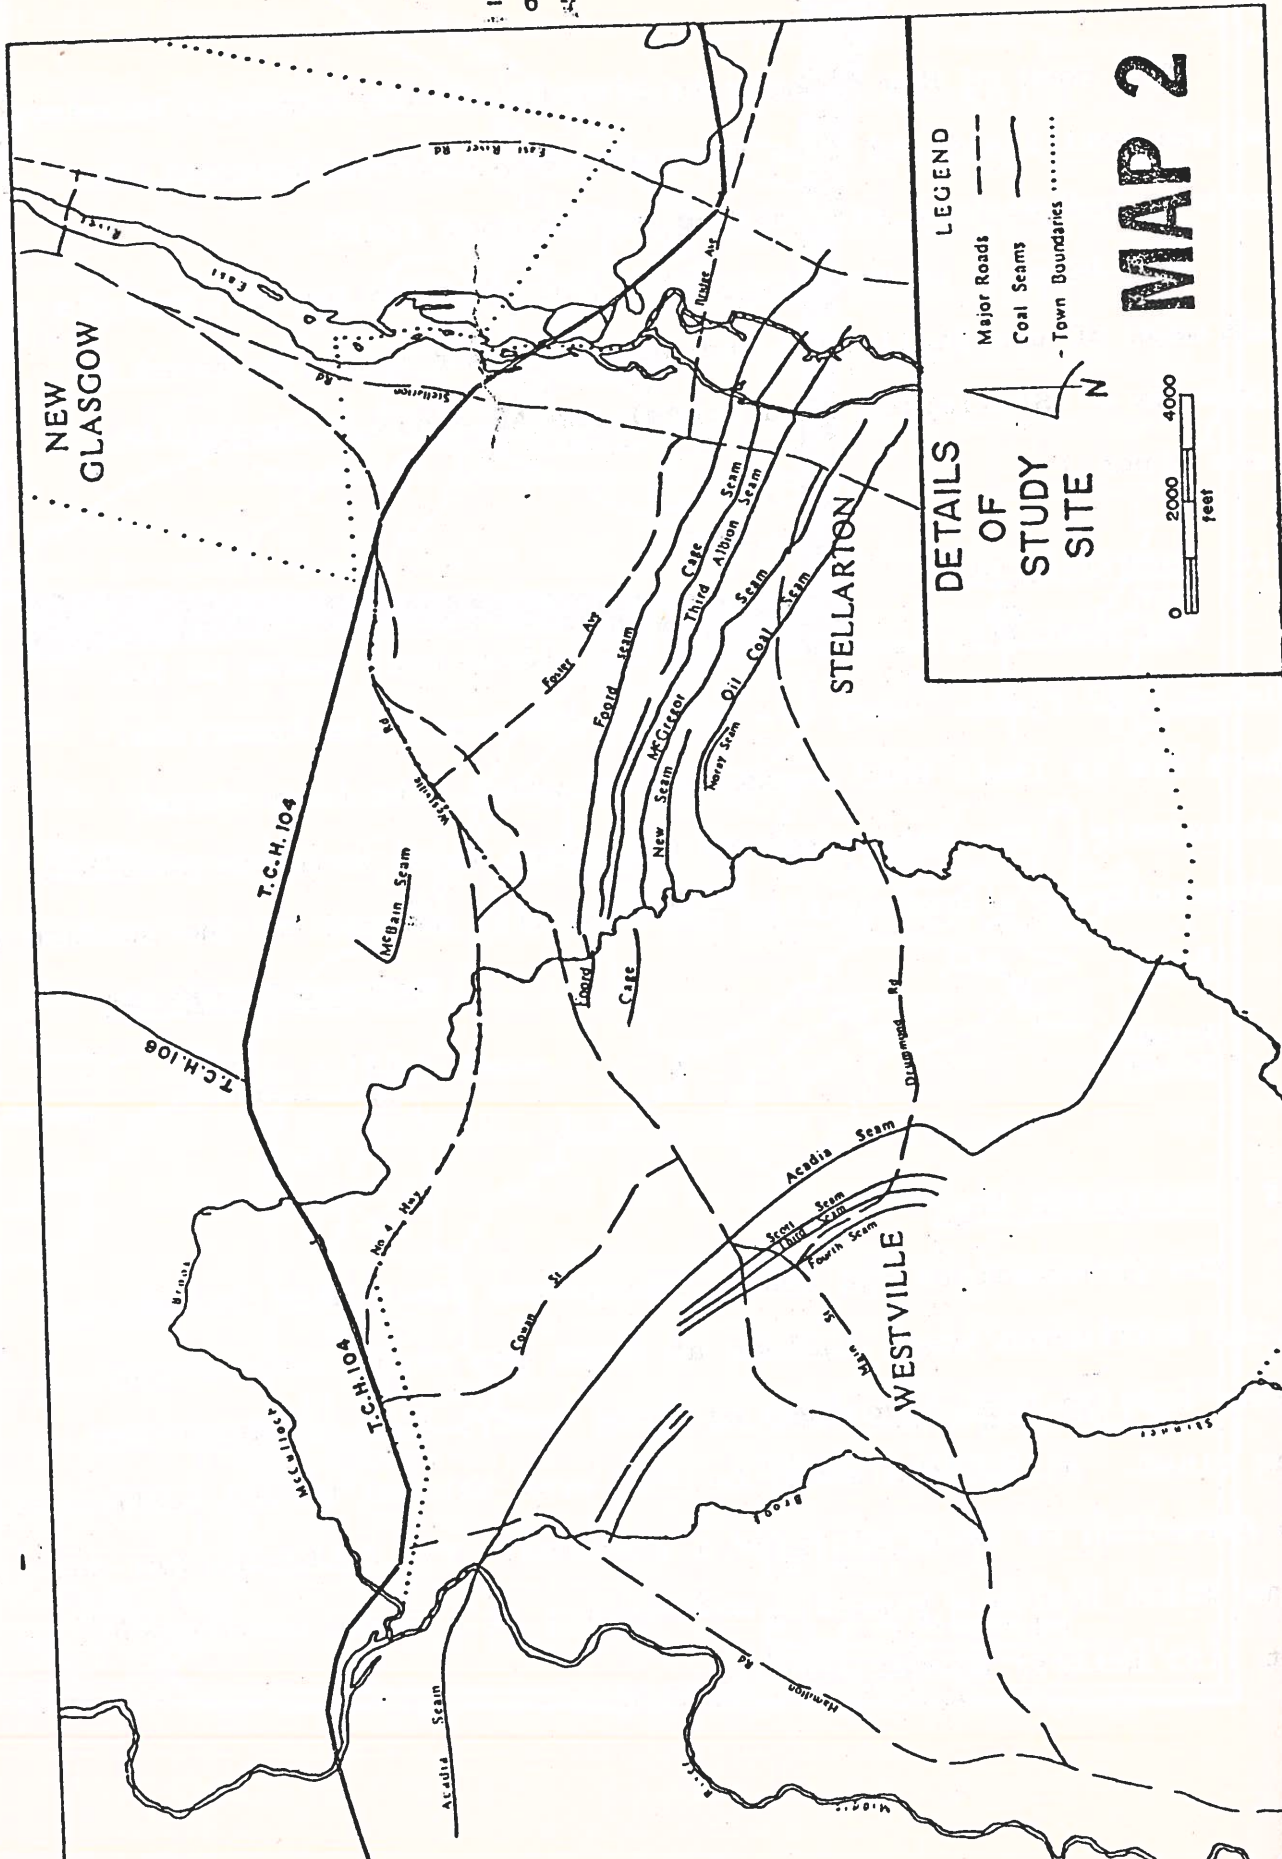 6
NEW
GLASGOW
East River Rd
East
River
Stellarton
Rd
T.C.H. 104
T.C.H. 106
T.C.H. 104
Westville
Rd
Foster Ave
Foord seam
Cage Seam
Third Albion Seam
McGregor Seam
Oil Coal Seam
New Seam
McBain Seam
Foord
Cage
STELLARTON
Drummond Rd
No 4 Hwy
Cowan St
Acadia Seam
Scott Seam
Third Seam
Fourth Seam
Main St
WESTVILLE
McCulloch
Brook
Acadia Seam
Brook
Hamilton
Rd
River
Middle
DETAILS
OF
STUDY
SITE
LEGEND
Major Roads
Coal Seams
Town Boundaries
N
0 2000 4000
feet
MAP 2